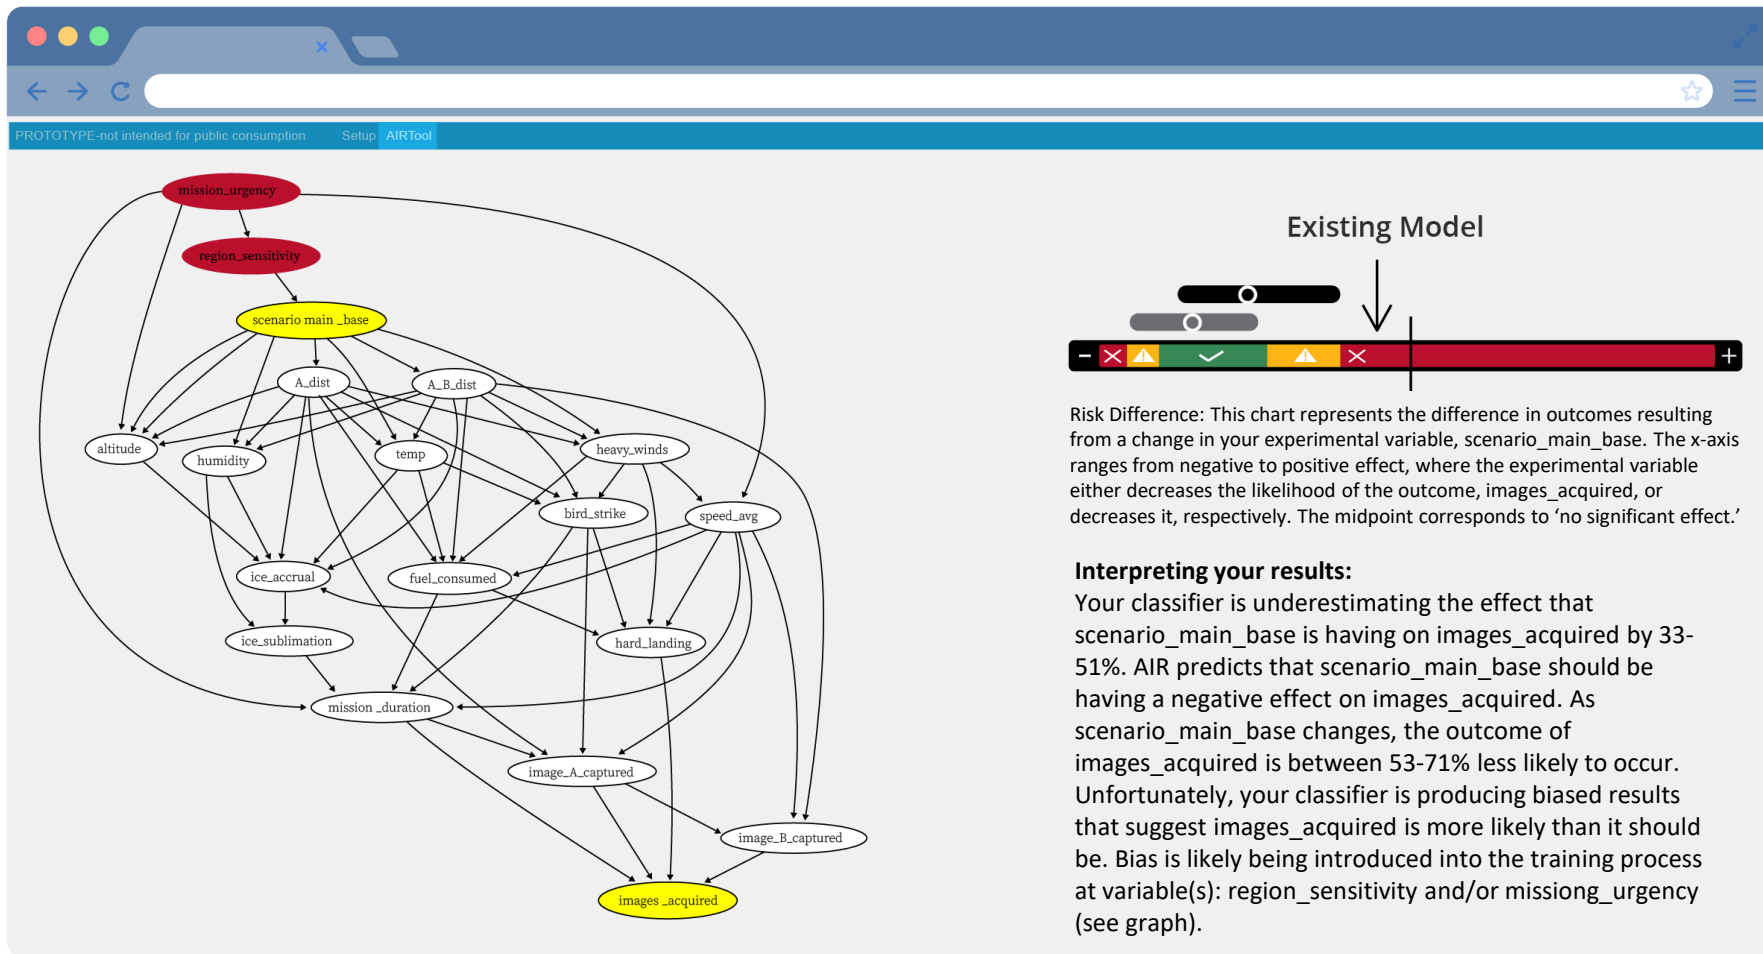 PROTOTYPE-not intended for public consumption Setup AIRTool
mission_urgency
region_sensitivity
scenario main _base
A_dist
A_B_dist
altitude
humidity
temp
heavy_winds
bird_strike
speed_avg
ice_accrual
fuel_consumed
ice_sublimation
hard_landing
mission _duration
image_A_captured
image_B_captured
images _acquired
Existing Model
Risk Difference: This chart represents the difference in outcomes resulting
from a change in your experimental variable, scenario_main_base. The x-axis
ranges from negative to positive effect, where the experimental variable
either decreases the likelihood of the outcome, images_acquired, or
decreases it, respectively. The midpoint corresponds to ‘no significant effect.’
Interpreting your results:
Your classifier is underestimating the effect that
scenario_main_base is having on images_acquired by 33-
51%. AIR predicts that scenario_main_base should be
having a negative effect on images_acquired. As
scenario_main_base changes, the outcome of
images_acquired is between 53-71% less likely to occur.
Unfortunately, your classifier is producing biased results
that suggest images_acquired is more likely than it should
be. Bias is likely being introduced into the training process
at variable(s): region_sensitivity and/or missiong_urgency
(see graph).